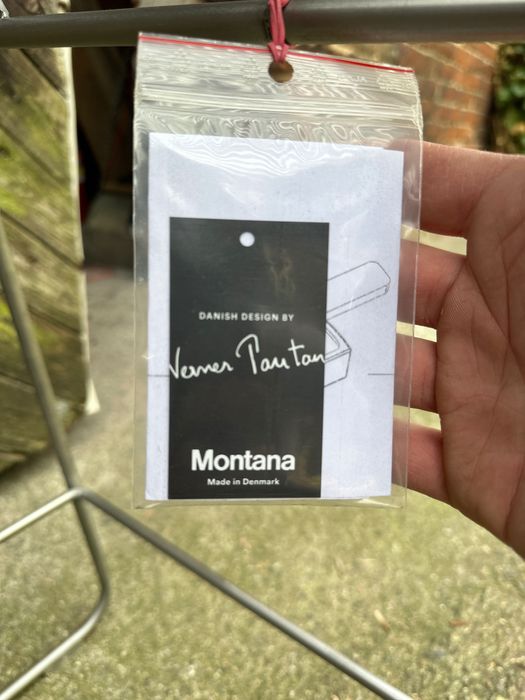 DANISH DESIGN BY
Verner Panton
Montana
Made in Denmark